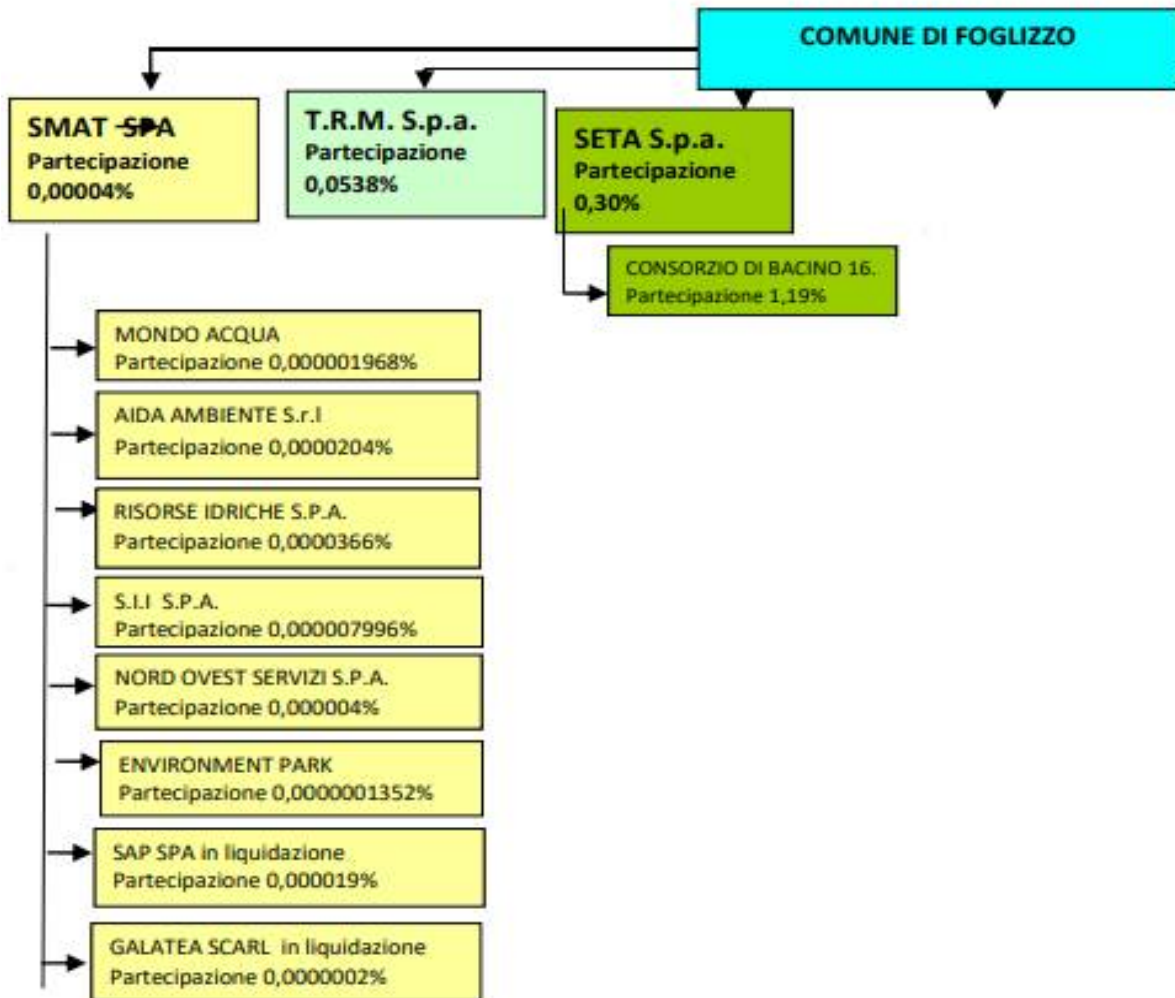 COMUNE DI FOGLIZZO
SMAT SPA
Partecipazione
0,00004%
T.R.M. S.p.a.
Partecipazione
0,0538%
SETA S.p.a.
Partecipazione
0,30%
CONSORZIO DI BACINO 16.
Partecipazione 1,19%
MONDO ACQUA
Partecipazione 0,000001968%
AIDA AMBIENTE S.r.l
Partecipazione 0,0000204%
RISORSE IDRICHE S.P.A.
Partecipazione 0,0000366%
S.I.I S.P.A.
Partecipazione 0,000007996%
NORD OVEST SERVIZI S.P.A.
Partecipazione 0,000004%
ENVIRONMENT PARK
Partecipazione 0,0000001352%
SAP SPA in liquidazione
Partecipazione 0,000019%
GALATEA SCARL in liquidazione
Partecipazione 0,0000002%